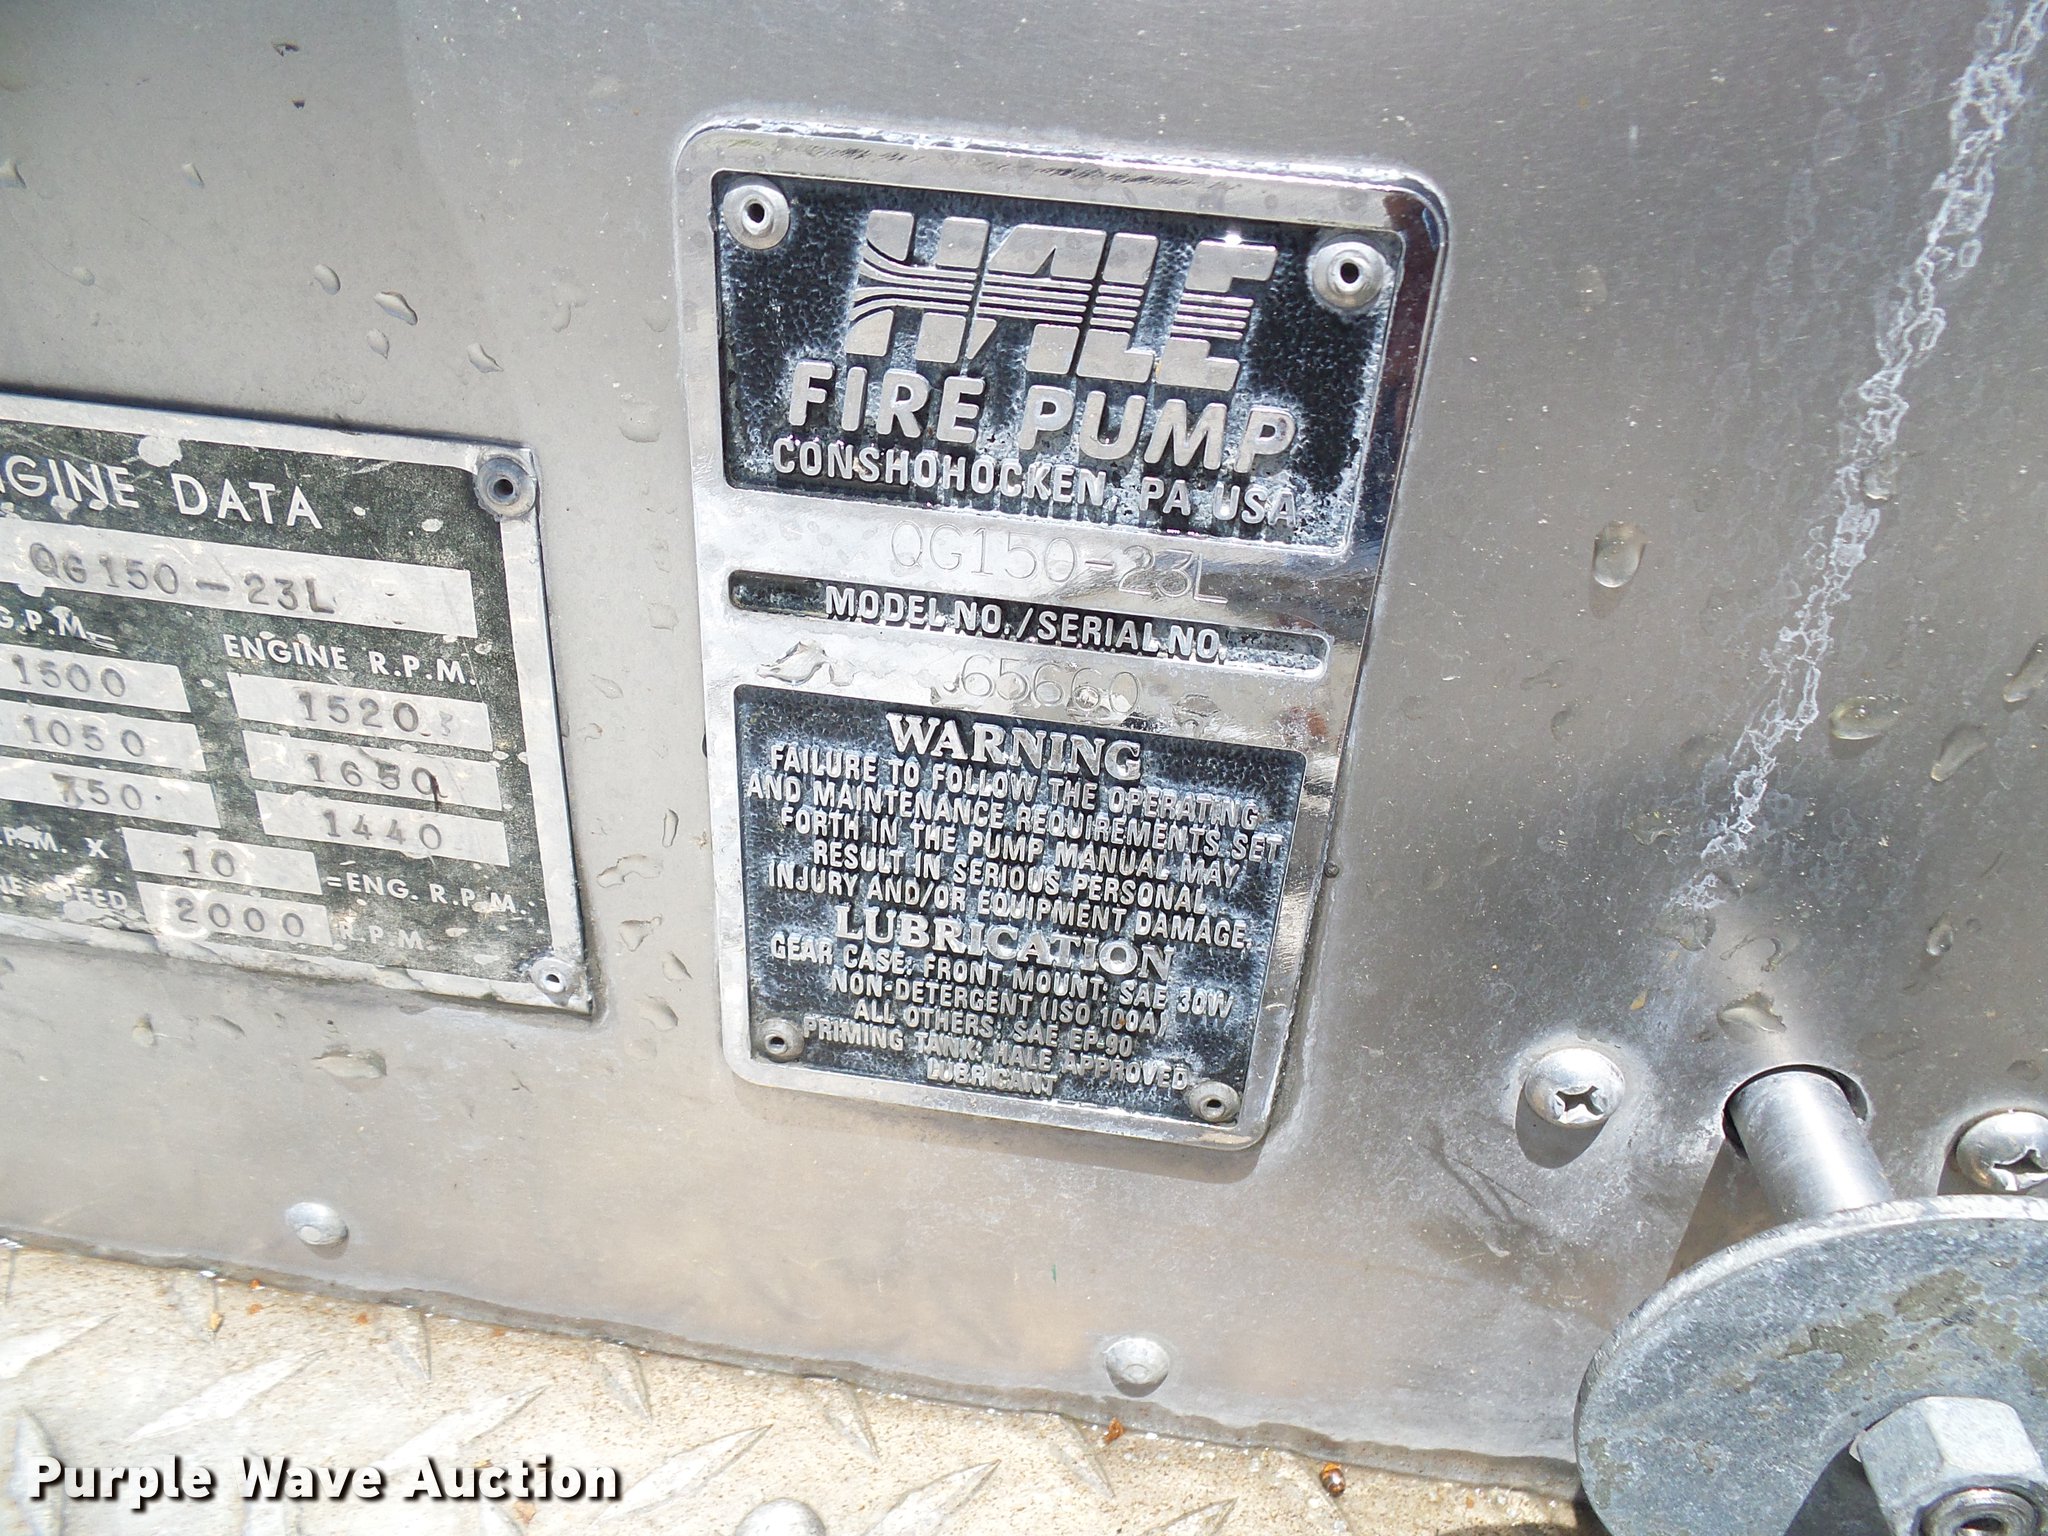 ENGINE DATA
QG150-23L
G.P.M.
ENGINE R.P.M.
1500
1520
1050
1650
750
1440
P.M. X 10 =ENG. R.P.M.
SPEED 2000 R.P.M.
HALE
FIRE PUMP
CONSHOHOCKEN, PA USA
QG150-23L
MODEL NO./SERIAL NO.
65660
WARNING
FAILURE TO FOLLOW THE OPERATING
AND MAINTENANCE REQUIREMENTS SET
FORTH IN THE PUMP MANUAL MAY
RESULT IN SERIOUS PERSONAL
INJURY AND/OR EQUIPMENT DAMAGE.
LUBRICATION
GEAR CASE: FRONT MOUNT: SAE 30W
NON-DETERGENT (ISO 100A)
ALL OTHERS: SAE EP-90
PRIMING TANK: HALE APPROVED
LUBRICANT
Purple Wave Auction